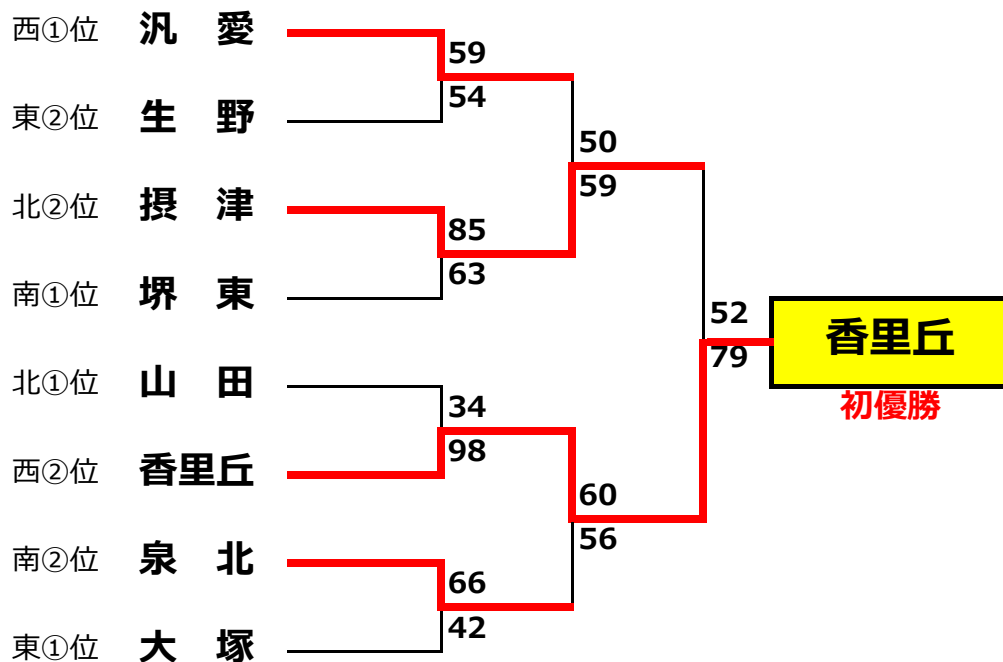 西①位 汎 愛
59
54
東②位 生 野
50
59
北②位 摂 津
85
63
南①位 堺 東
52
79
香里丘
初優勝
北①位 山 田
34
98
西②位 香里丘
60
56
南②位 泉 北
66
42
東①位 大 塚